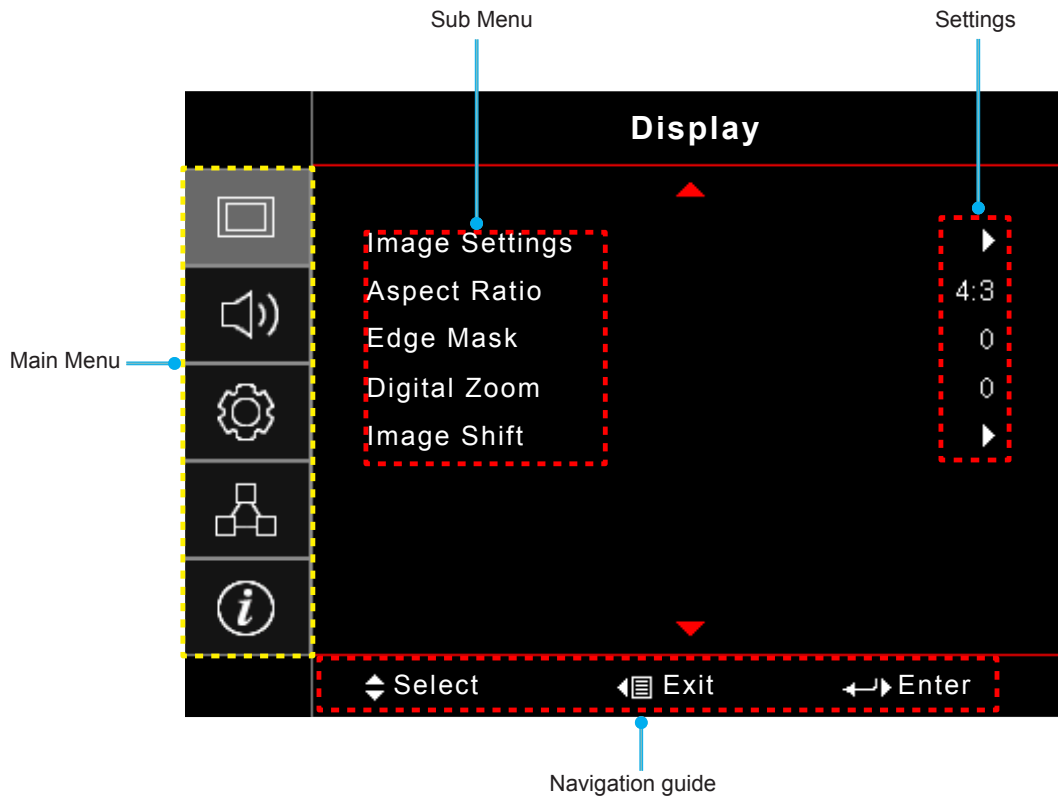 Sub Menu
Settings
Display
Image Settings
Aspect Ratio 4:3
Edge Mask 0
Main Menu
Digital Zoom 0
Image Shift
i
Select Exit Enter
Navigation guide